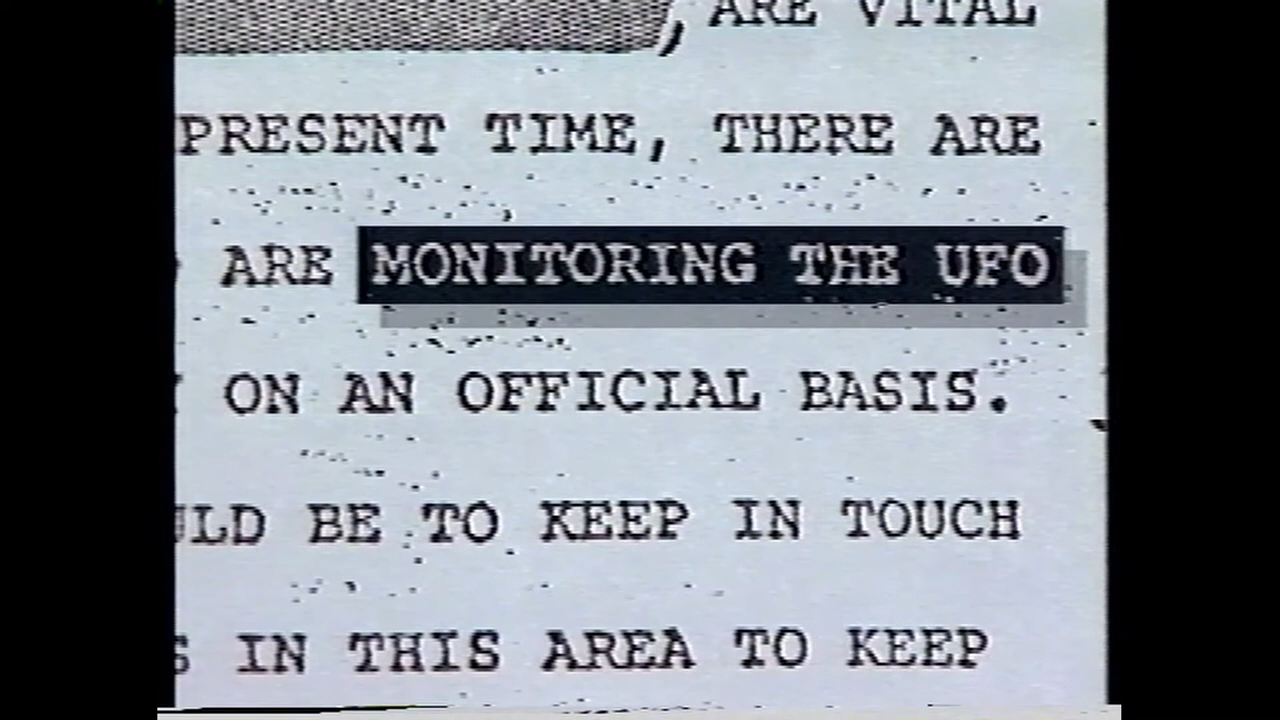 , ARE VITAL
PRESENT TIME, THERE ARE
ARE MONITORING THE UFO
ON AN OFFICIAL BASIS.
ULD BE TO KEEP IN TOUCH
S IN THIS AREA TO KEEP